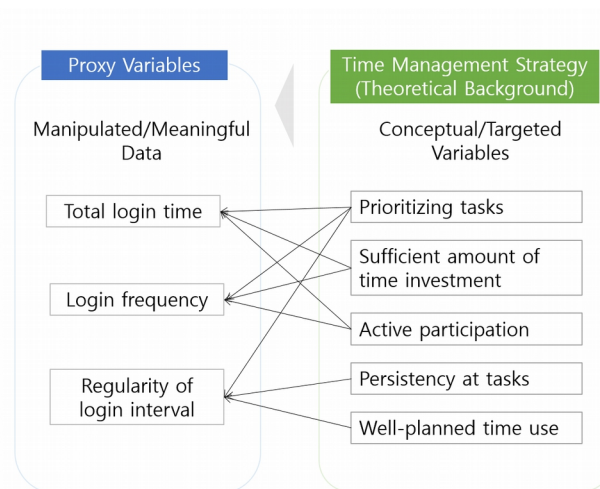 Proxy Variables
Manipulated/Meaningful
Data
Total login time
Login frequency
Regularity of
login interval
Time Management Strategy
(Theoretical Background)
Conceptual/Targeted
Variables
Prioritizing tasks
Sufficient amount of
time investment
Active participation
Persistency at tasks
Well-planned time use